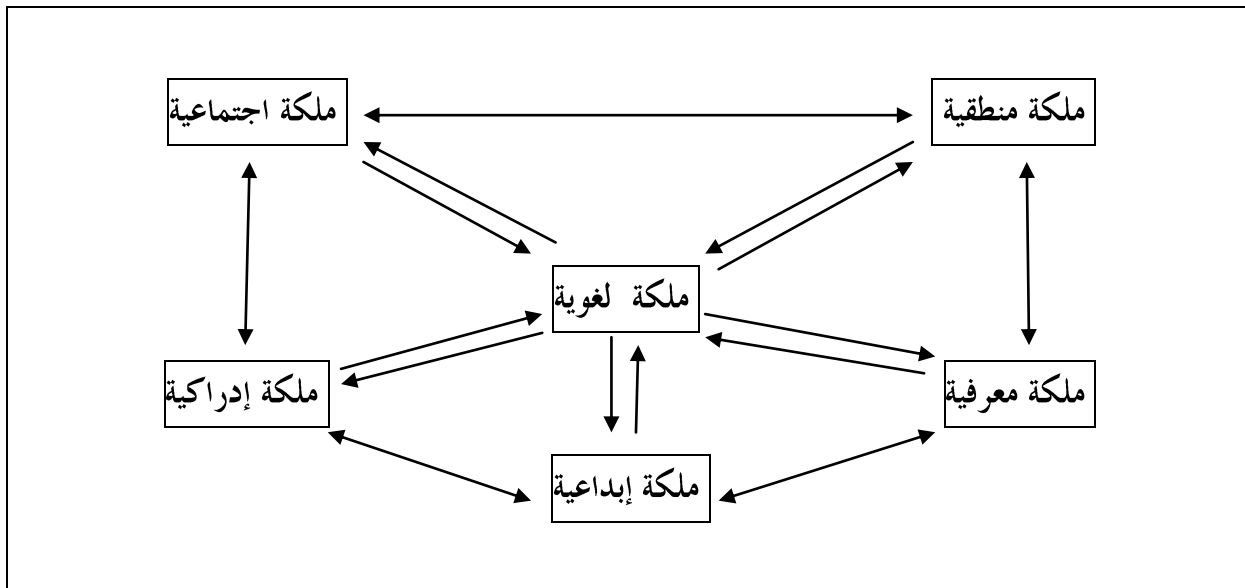 ملكة منطقية
ملكة اجتماعية
ملكة لغوية
ملكة معرفية
ملكة إدراكية
ملكة إبداعية